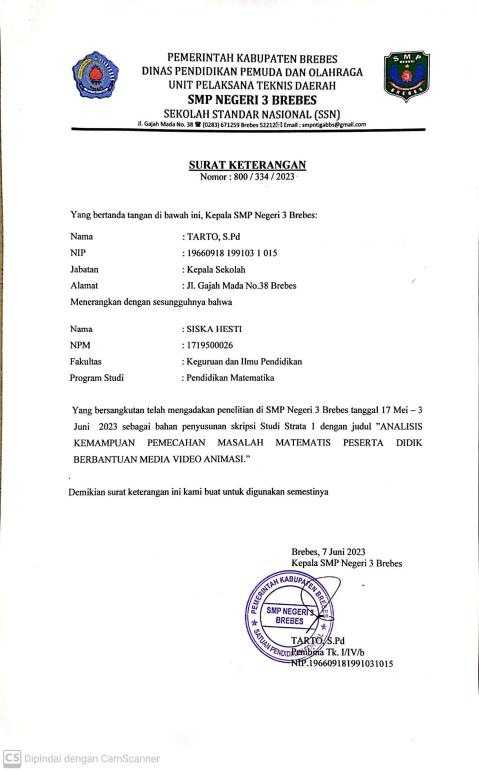 PEMERINTAH KABUPATEN BREBES
DINAS PENDIDIKAN PEMUDA DAN OLAHRAGA
UNIT PELAKSANA TEKNIS DAERAH
SMP NEGERI 3 BREBES
SEKOLAH STANDAR NASIONAL (SSN)
Jl. Gajah Mada No. 38 ☎ (0283) 671259 Brebes 52212 ✉ Email : smpntigabbs@gmail.com
SURAT KETERANGAN
Nomor : 800 / 334 / 2023
Yang bertanda tangan di bawah ini, Kepala SMP Negeri 3 Brebes:
Nama : TARTO, S.Pd
NIP : 19660918 199103 1 015
Jabatan : Kepala Sekolah
Alamat : Jl. Gajah Mada No.38 Brebes
Menerangkan dengan sesungguhnya bahwa
Nama : SISKA HESTI
NPM : 1719500026
Fakultas : Keguruan dan Ilmu Pendidikan
Program Studi : Pendidikan Matematika
Yang bersangkutan telah mengadakan penelitian di SMP Negeri 3 Brebes tanggal 17 Mei – 3
Juni 2023 sebagai bahan penyusunan skripsi Studi Strata 1 dengan judul "ANALISIS
KEMAMPUAN PEMECAHAN MASALAH MATEMATIS PESERTA DIDIK
BERBANTUAN MEDIA VIDEO ANIMASI."
.
Demikian surat keterangan ini kami buat untuk digunakan semestinya
Brebes, 7 Juni 2023
Kepala SMP Negeri 3 Brebes
PEMERINTAH KABUPATEN BREBES
SMP NEGERI 3
BREBES
SATUAN PENDIDIKAN
TARTO, S.Pd
Pembina Tk. I/IV/b
NIP.196609181991031015
SMP
BREBES
CS Dipindai dengan CamScanner